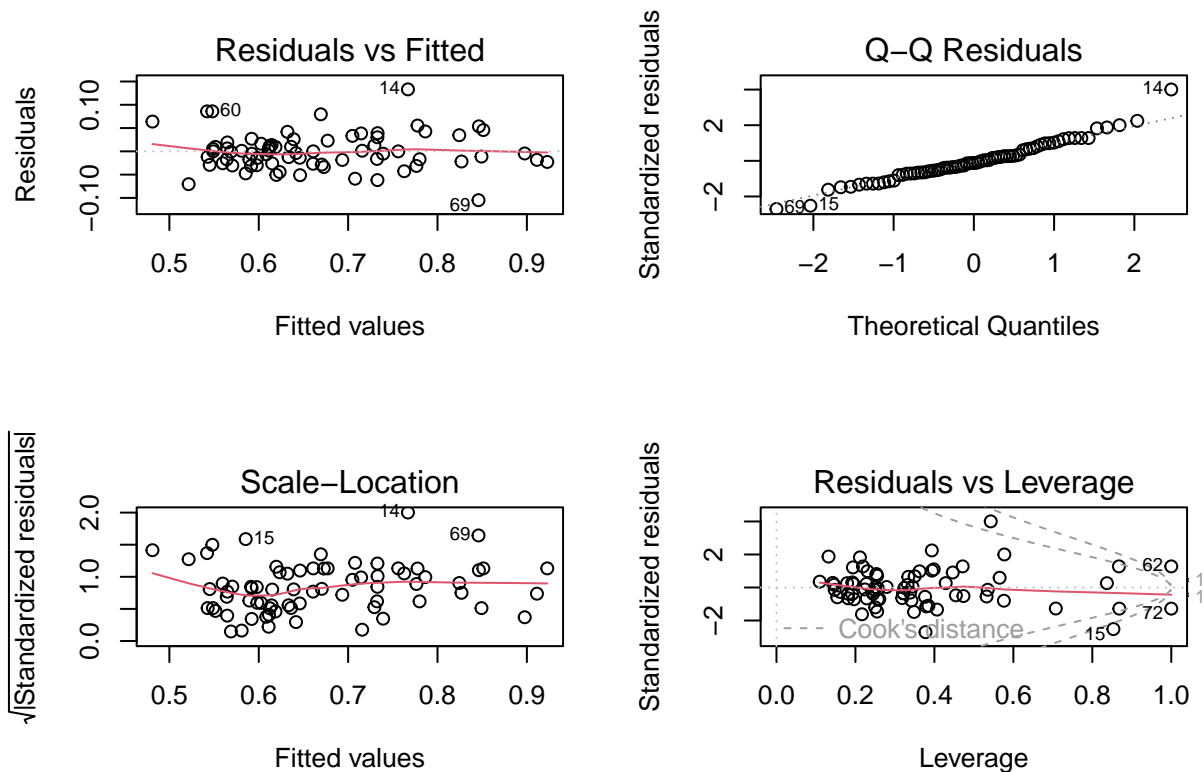 Residuals vs Fitted
Residuals
−0.10
0.10
14
60
69
0.5 0.6 0.7 0.8 0.9
Fitted values
Q−Q Residuals
Standardized residuals
−2
2
14
69
15
−2 −1 0 1 2
Theoretical Quantiles
Scale−Location
√|Standardized residuals|
0.0 1.0 2.0
14
15
69
0.5 0.6 0.7 0.8 0.9
Fitted values
Residuals vs Leverage
Standardized residuals
−2
2
62
72
15
1
1
Cook's distance
0.0 0.2 0.4 0.6 0.8 1.0
Leverage